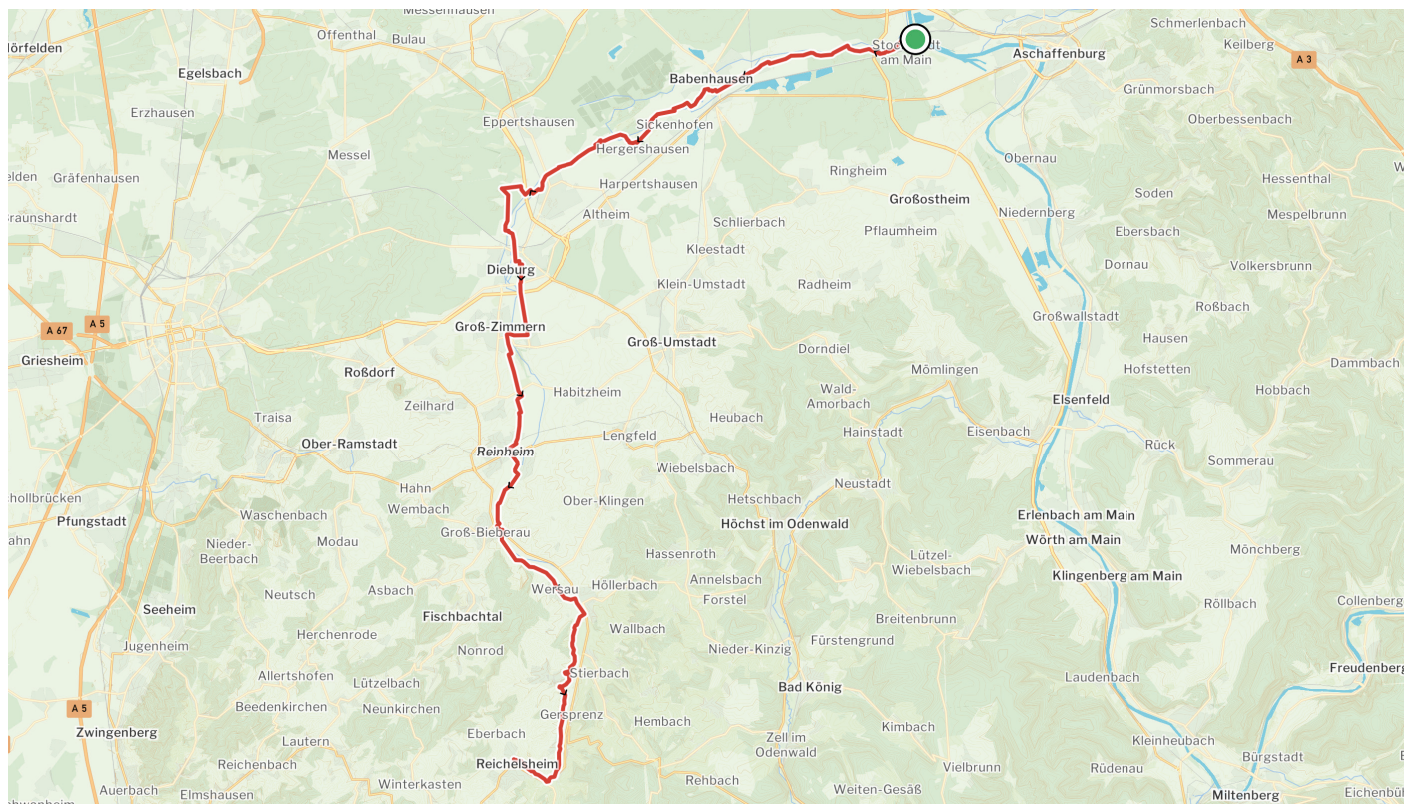 Messenhausen
Offenthal
Bulau
Schmerlenbach
Keilberg
A 3
Egelsbach
Babenhausen
am Main
Aschaffenburg
Grünmorsbach
Erzhausen
Eppertshausen
Sickenhofen
Oberbessenbach
Messel
Hergershausen
Obernau
Gräfenhausen
Harpertshausen
Ringheim
Hessenthal
Großostheim
Soden
Altheim
Schlierbach
Niedernberg
Mespelbrunn
Pflaumheim
Ebersbach
Kleestadt
Dornau
Volkersbrunn
Dieburg
Klein-Umstadt
Radheim
Roßbach
A 67
A 5
Groß-Zimmern
Großwallstadt
Griesheim
Groß-Umstadt
Dorndiel
Hausen
Dammbach
Roßdorf
Mömlingen
Hofstetten
Habitzheim
Wald-
Amorbach
Hobbach
Zeilhard
Elsenfeld
Traisa
Heubach
Hainstadt
Eisenbach
Ober-Ramstadt
Lengfeld
Rück
Reinheim
Wiebelsbach
Sommerau
Hahn
Neustadt
hollbrücken
Wembach
Ober-Klingen
Hetschbach
Pfungstadt
Waschenbach
Höchst im Odenwald
Erlenbach am Main
ahn
Modau
Groß-Bieberau
Wörth am Main
Nieder-
Beerbach
Hassenroth
Lützel-
Wiebelsbach
Mönchberg
Neutsch
Asbach
Wersau
Höllerbach
Annelsbach
Klingenberg am Main
Seeheim
Forstel
Röllbach
Collenberg
Fischbachtal
Breitenbrunn
Herchenrode
Wallbach
Jugenheim
Nonrod
Nieder-Kinzig
Fürstengrund
Allertshofen
Lützelbach
Stierbach
Laudenbach
Freudenberg
A 5
Beedenkirchen
Neunkirchen
Bad König
Gersprenz
Hembach
Kimbach
Zwingenberg
Eberbach
Zell im
Odenwald
Kleinheubach
Lautern
Bürgstadt
Reichenbach
Reichelsheim
Vielbrunn
Rüdenau
Winterkasten
Rehbach
Weiten-Gesäß
Auerbach
Elmshausen
Miltenberg